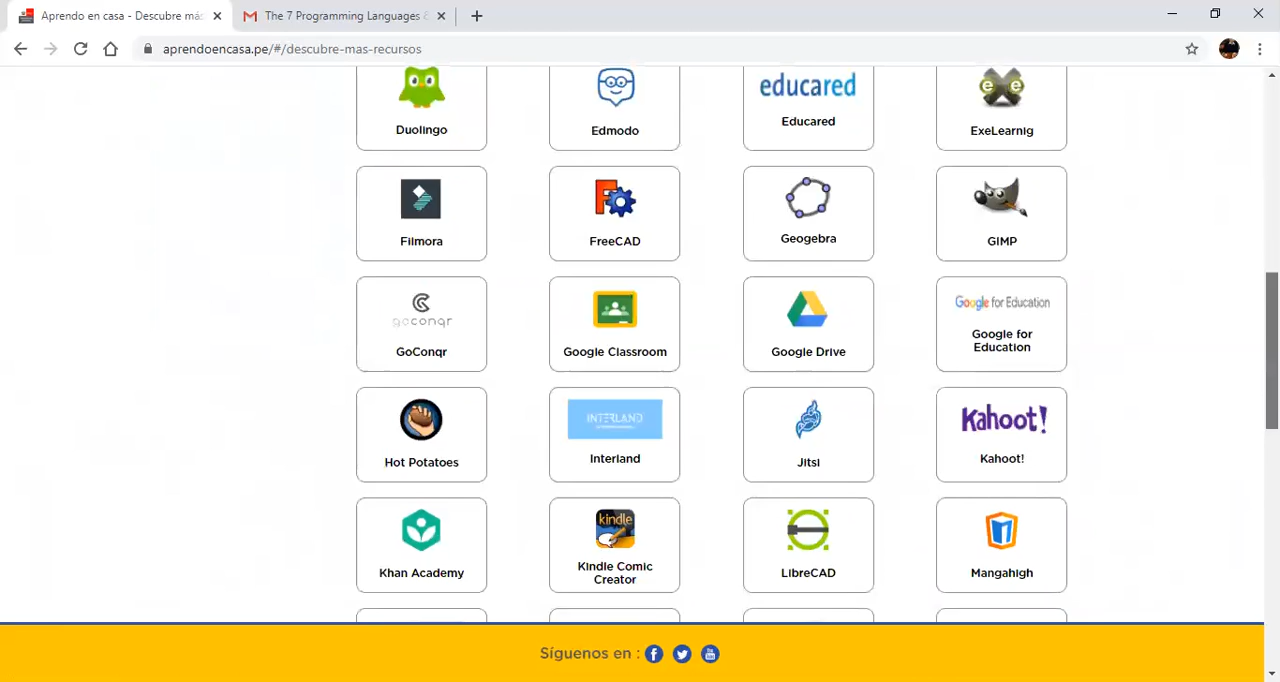 Aprendo en casa - Descubre más
The 7 Programming Languages &
aprendoencasa.pe/#/descubre-mas-recursos
Duolingo
Edmodo
educared
Educared
ExeLearnig
Filmora
FreeCAD
Geogebra
GIMP
goconqr
GoConqr
Google Classroom
Google Drive
Google for Education
Google for
Education
Hot Potatoes
INTERLAND
Interland
Jitsi
Kahoot!
Kahoot!
Khan Academy
kindle
Kindle Comic
Creator
LibreCAD
Mangahigh
Síguenos en :